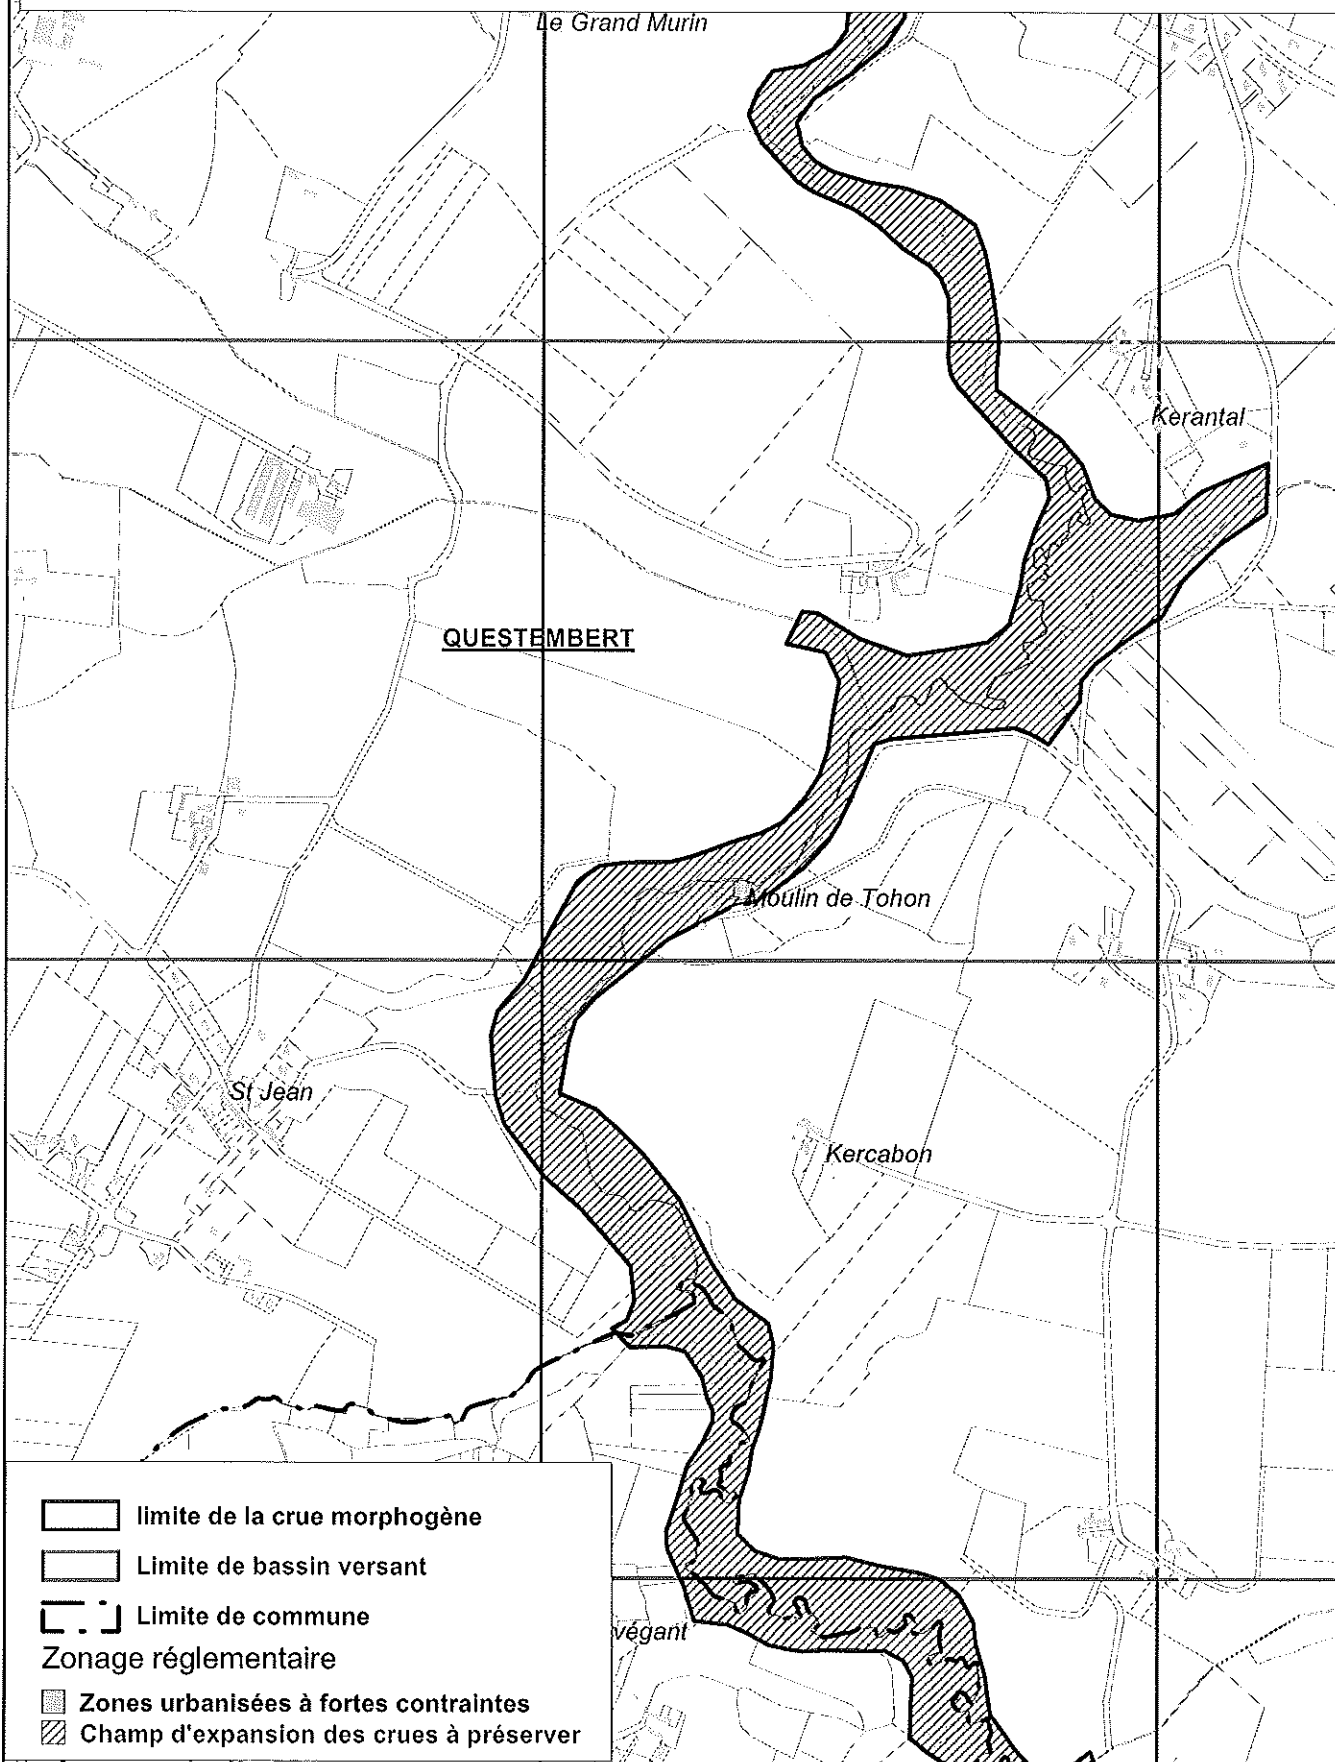 Le Grand Murin
Kerantal
QUESTEMBERT
Moulin de Tohon
St Jean
Kercabon
limite de la crue morphogène
Limite de bassin versant
Limite de commune
végant
Zonage réglementaire
Zones urbanisées à fortes contraintes
Champ d'expansion des crues à préserver